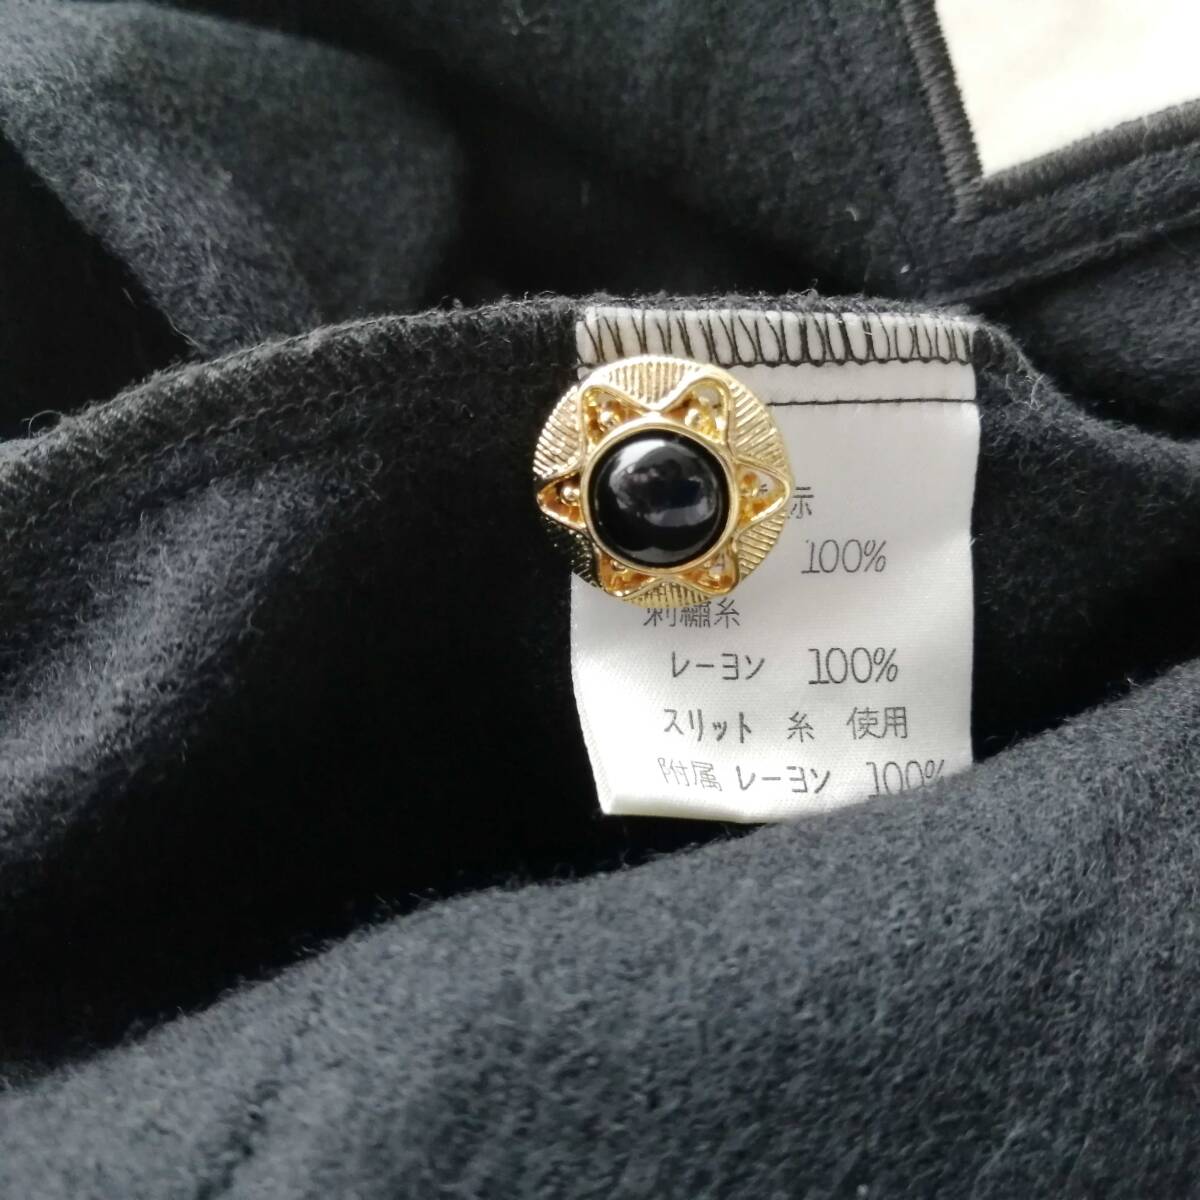 示
100%
刺繍糸
レーヨン 100%
スリット 糸 使用
附属 レーヨン 100%